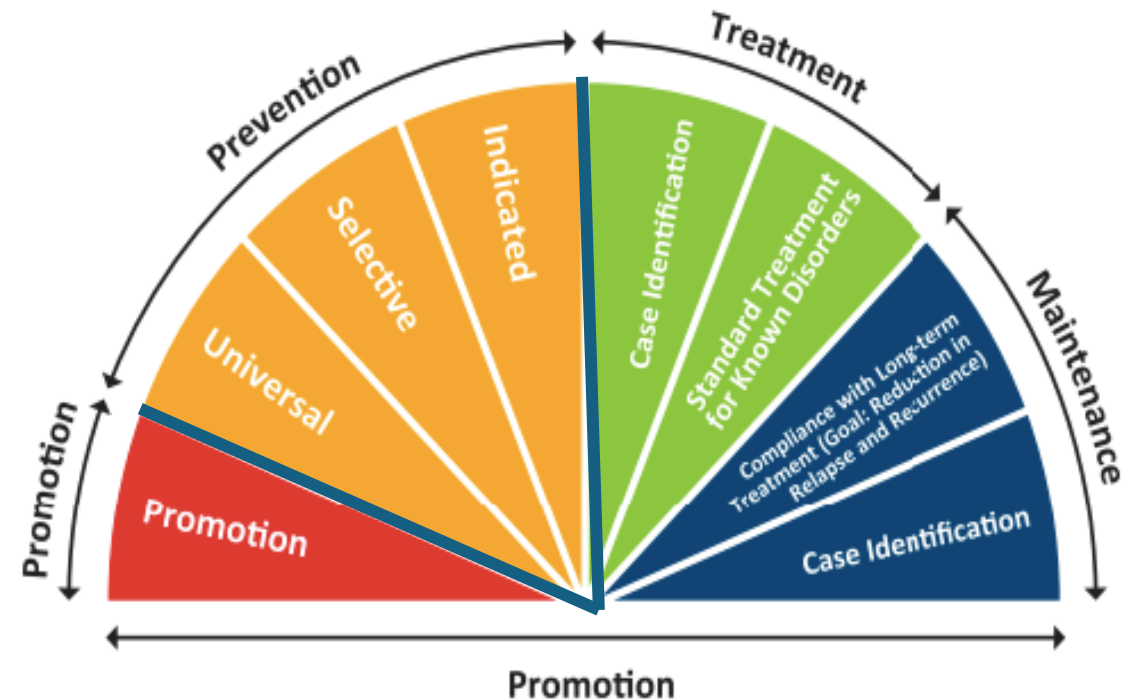 Prevention
Treatment
Promotion
Maintenance
Promotion
Universal
Selective
Indicated
Case Identification
Standard Treatment
for Known Disorders
Compliance with Long-term
Treatment (Goal: Reduction in
Relapse and Recurrence)
Case Identification
Promotion